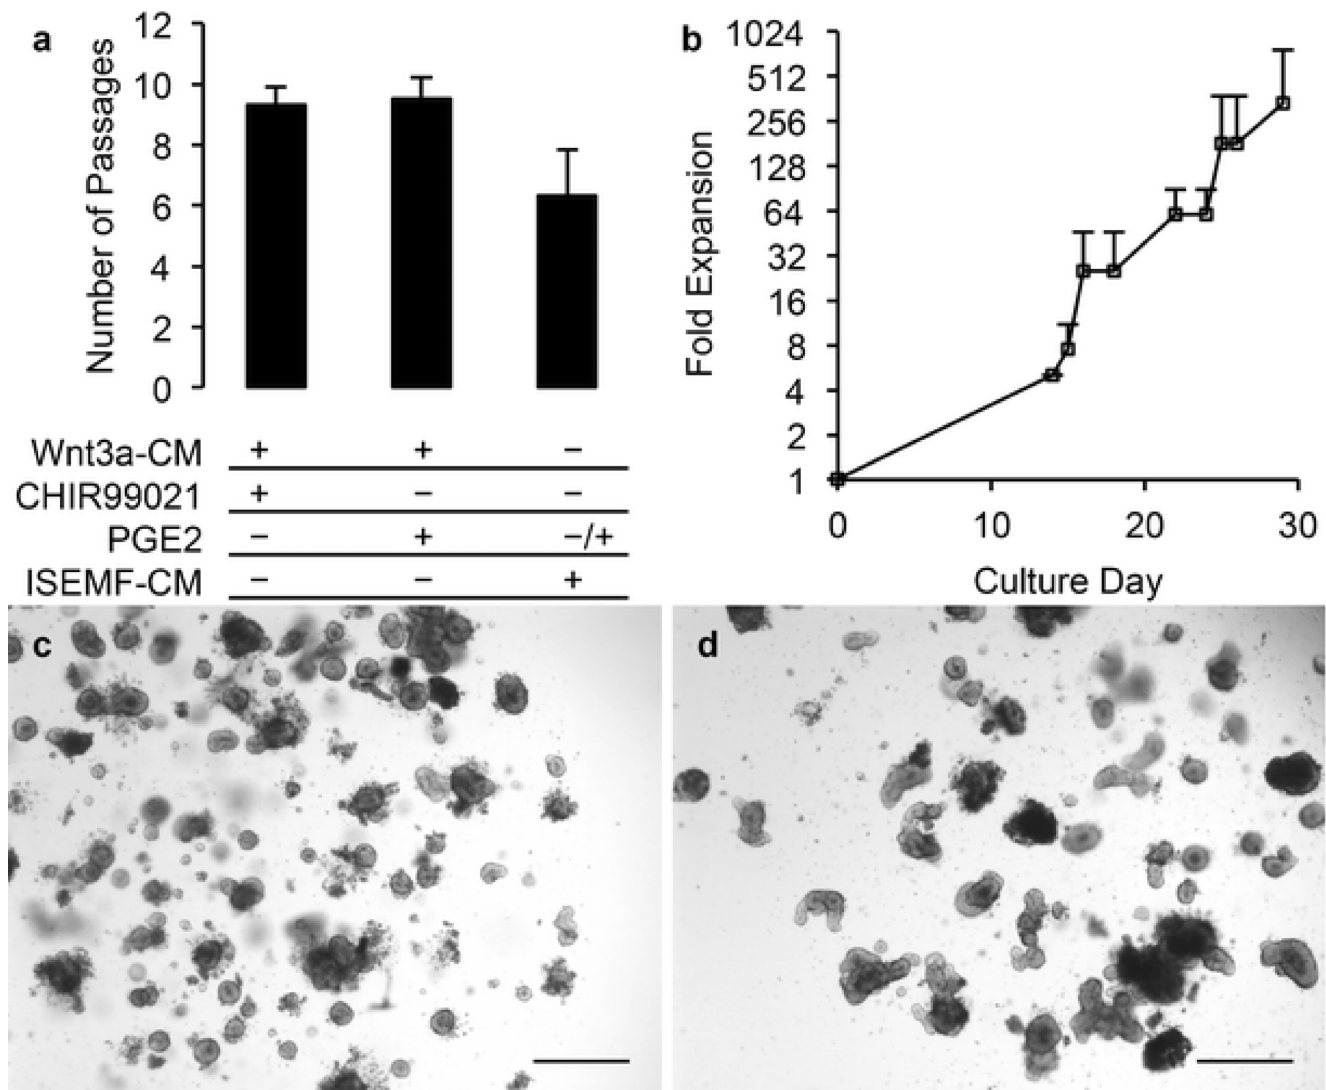 a
Number of Passages
12
10
8
6
4
2
0
Wnt3a-CM + + −
CHIR99021 + − −
PGE2 − + −/+
ISEMF-CM − − +
b
Fold Expansion
1024
512
256
128
64
32
16
8
4
2
1
0 10 20 30
Culture Day
c
d